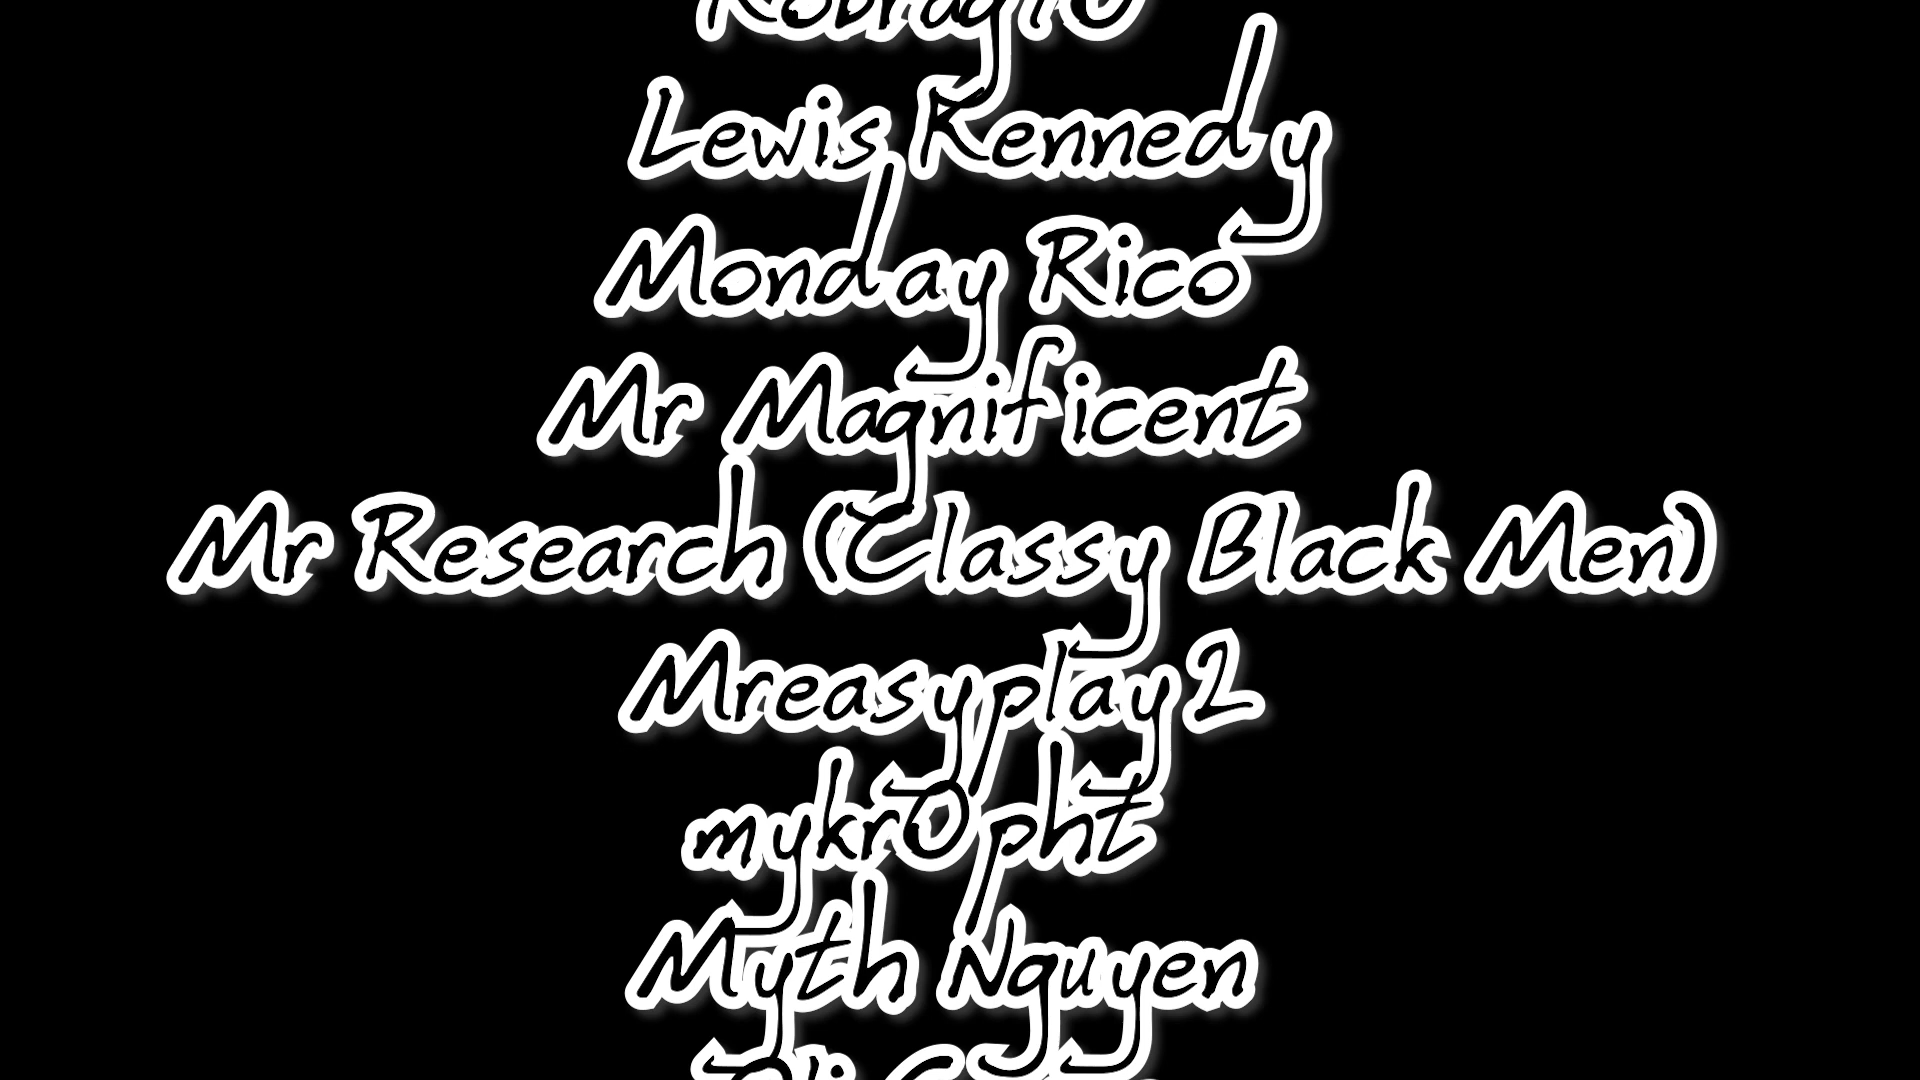 Lewis Kennedy
Monday Rico
Mr Magnificent
Mr Research (Classy Black Men)
Mreasyplay2
mykr0pht
Myth Nguyen